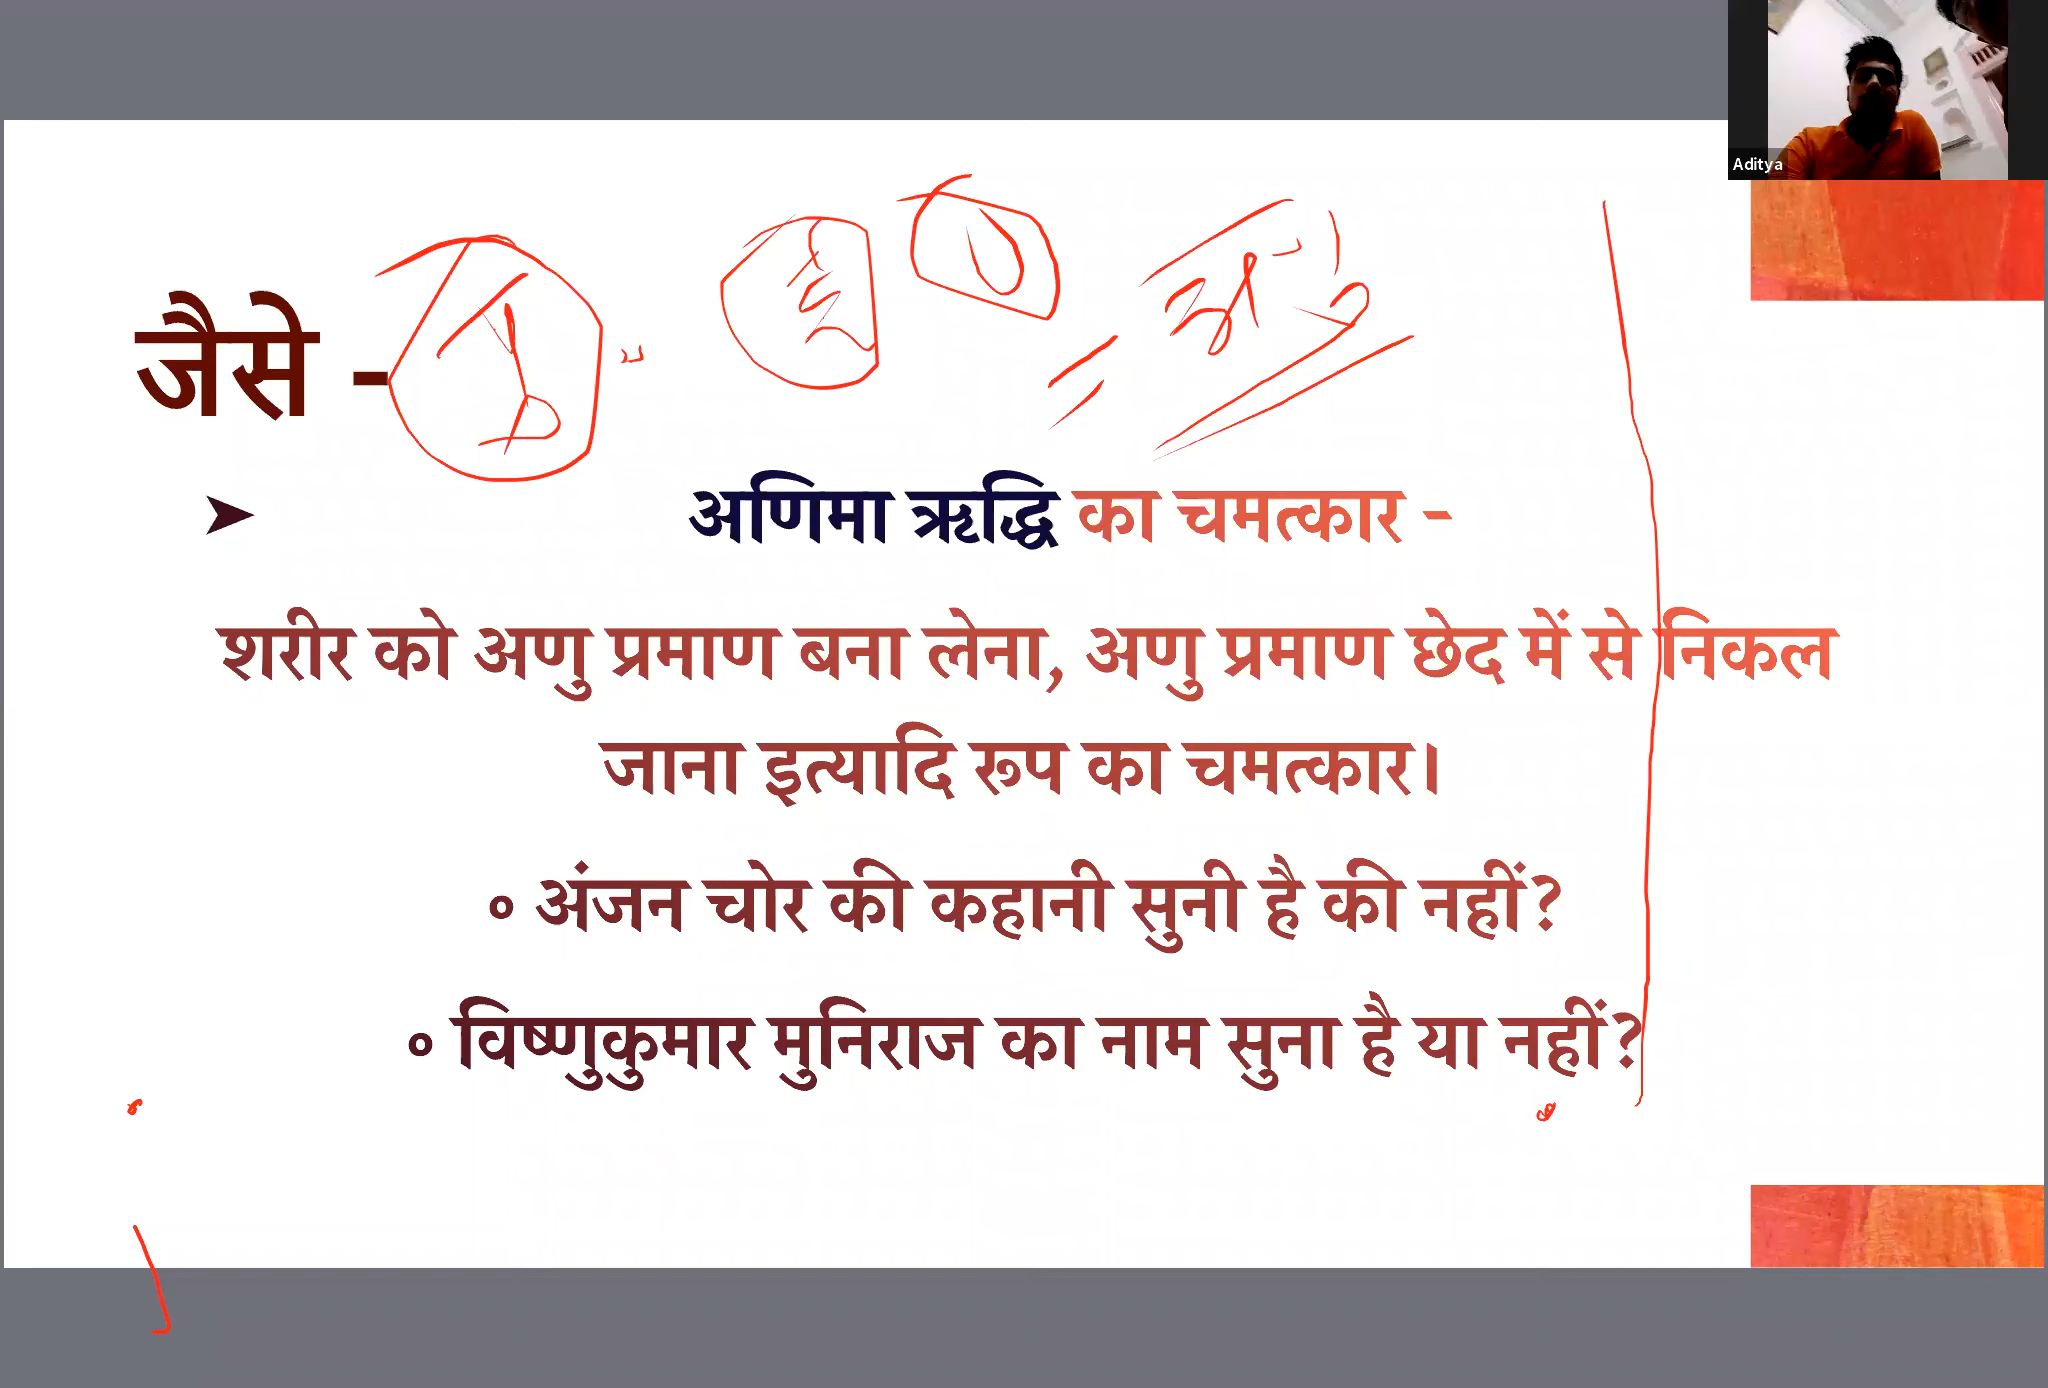 Aditya
जैसे -
➤ अणिमा ऋद्धि का चमत्कार -
शरीर को अणु प्रमाण बना लेना, अणु प्रमाण छेद में से निकल
जाना इत्यादि रूप का चमत्कार।
॰ अंजन चोर की कहानी सुनी है की नहीं?
॰ विष्णुकुमार मुनिराज का नाम सुना है या नहीं?